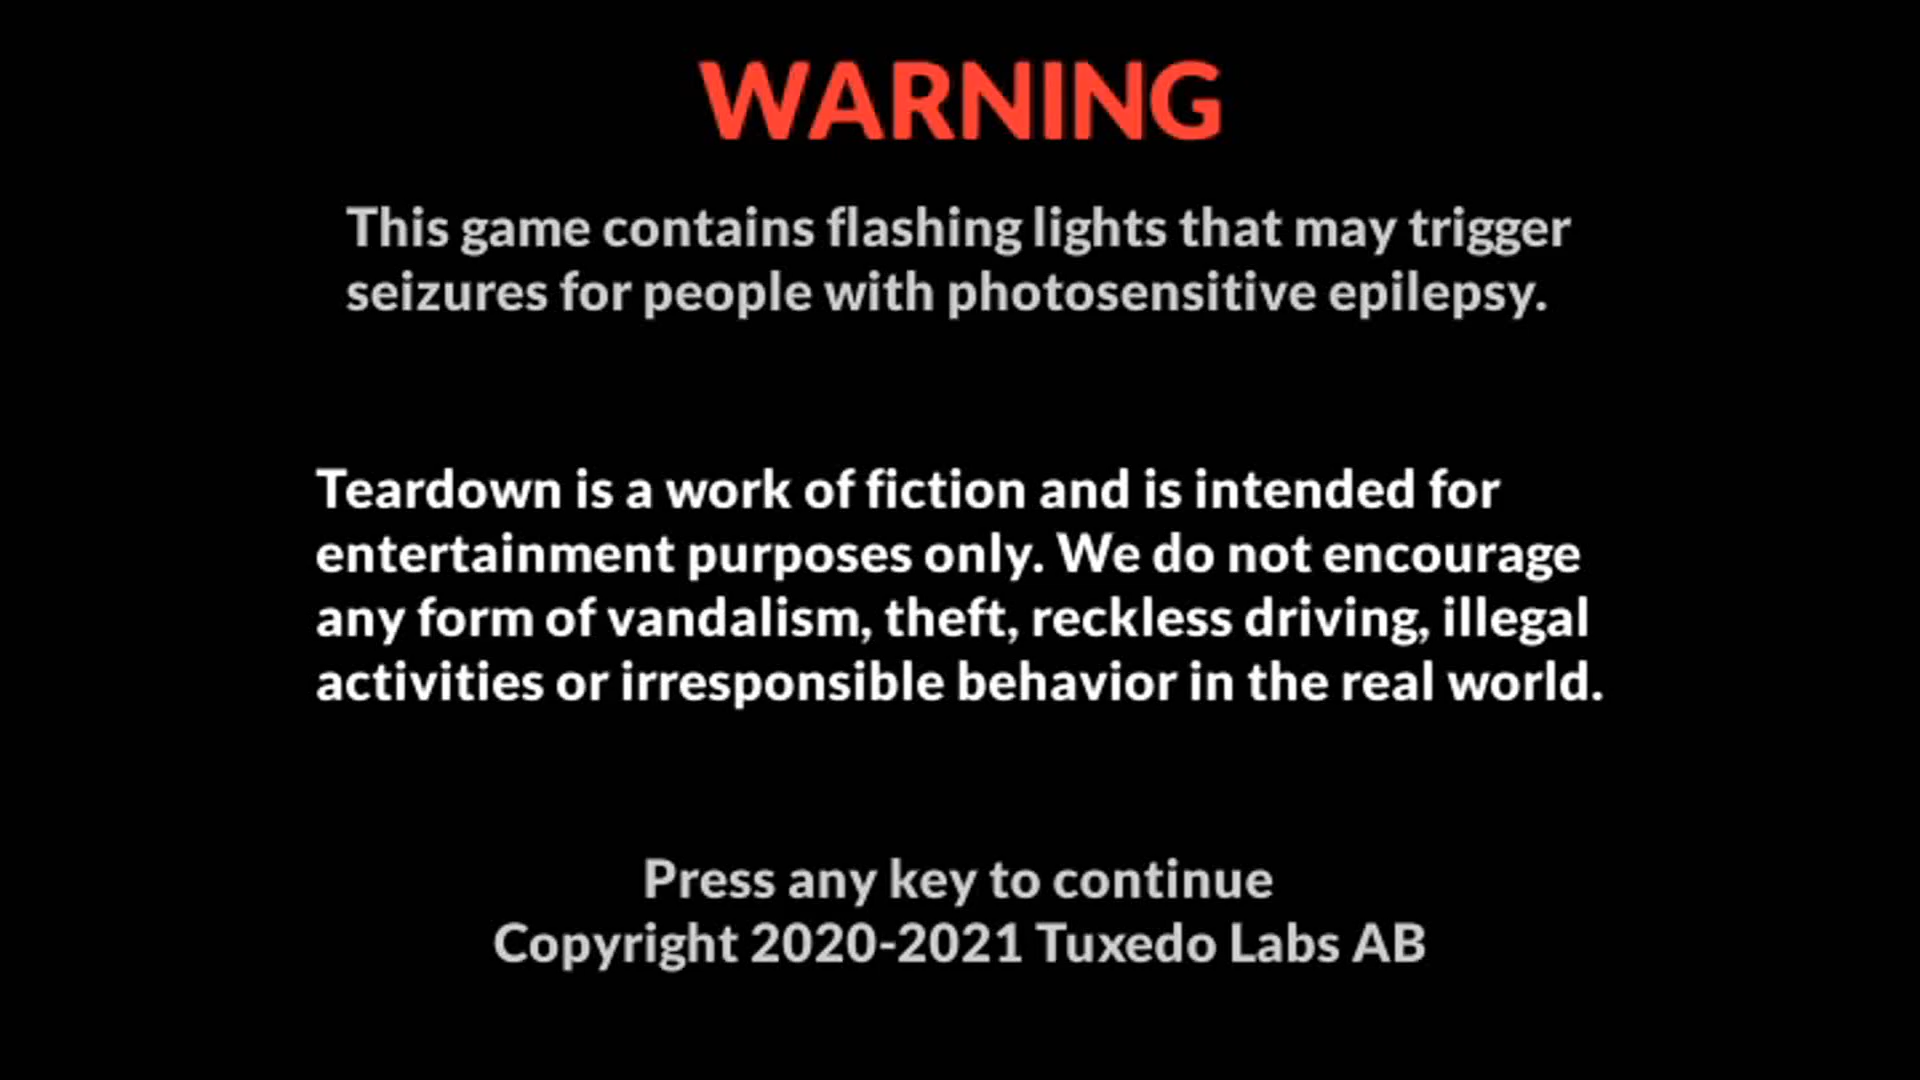 WARNING
This game contains flashing lights that may trigger
seizures for people with photosensitive epilepsy.
Teardown is a work of fiction and is intended for
entertainment purposes only. We do not encourage
any form of vandalism, theft, reckless driving, illegal
activities or irresponsible behavior in the real world.
Press any key to continue
Copyright 2020-2021 Tuxedo Labs AB